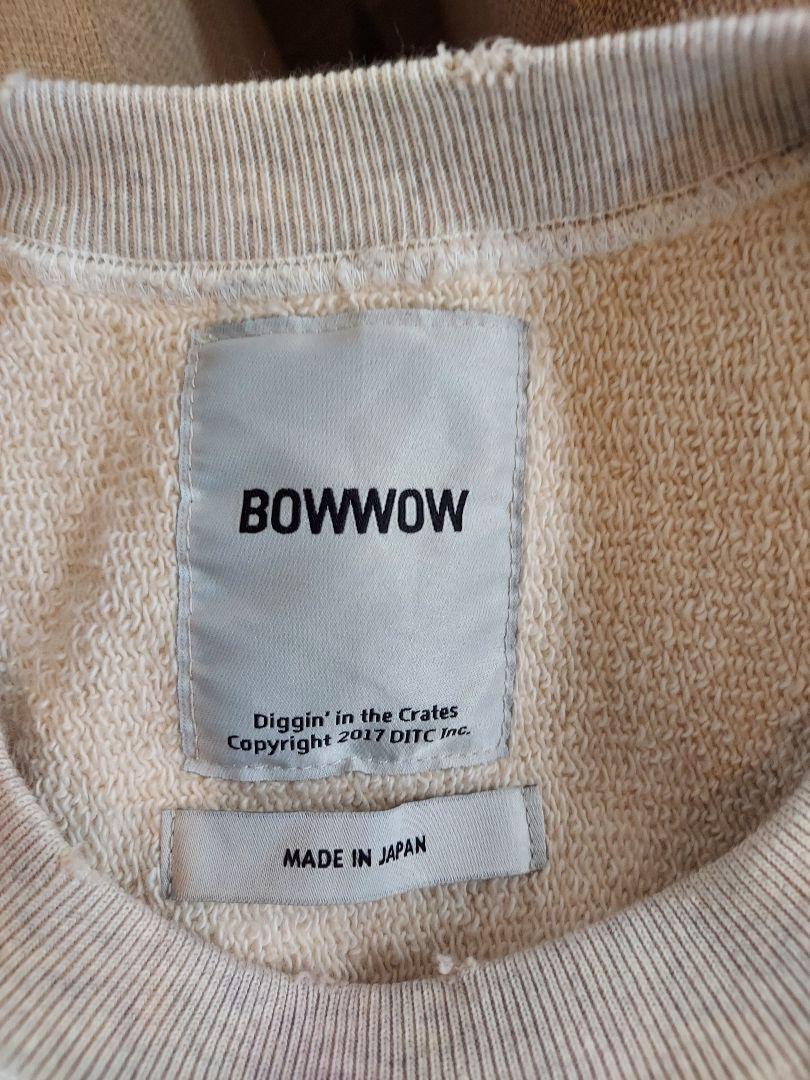 BOWWOW
Diggin' in the Crates
Copyright 2017 DITC Inc.
MADE IN JAPAN